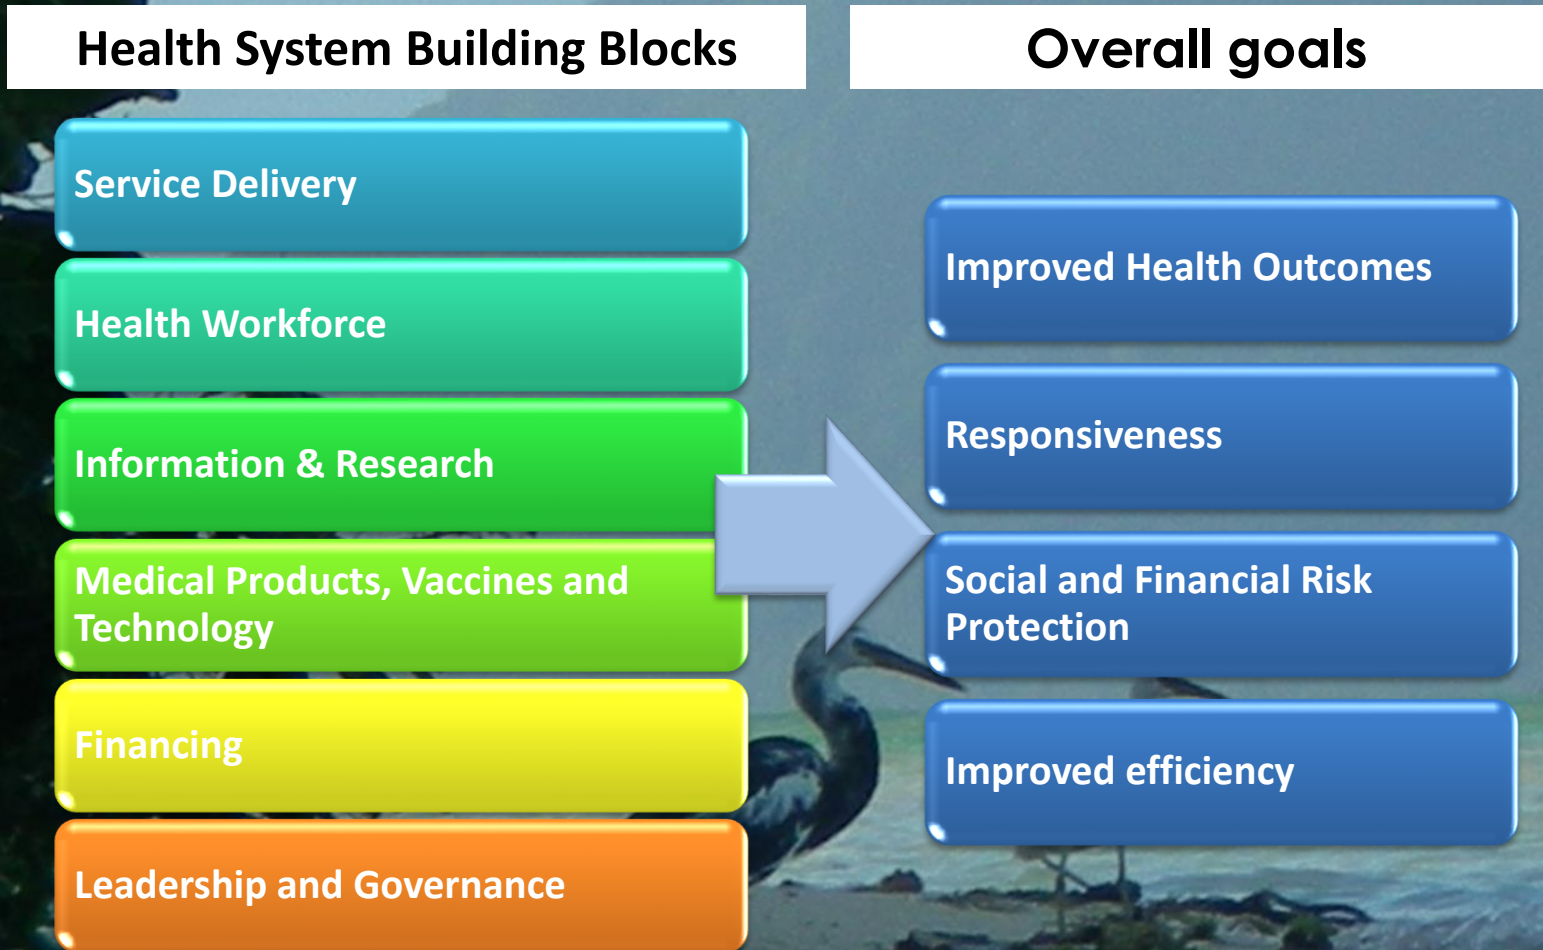 Health System Building Blocks
Service Delivery
Health Workforce
Information & Research
Medical Products, Vaccines and
Technology
Financing
Leadership and Governance
Overall goals
Improved Health Outcomes
Responsiveness
Social and Financial Risk
Protection
Improved efficiency